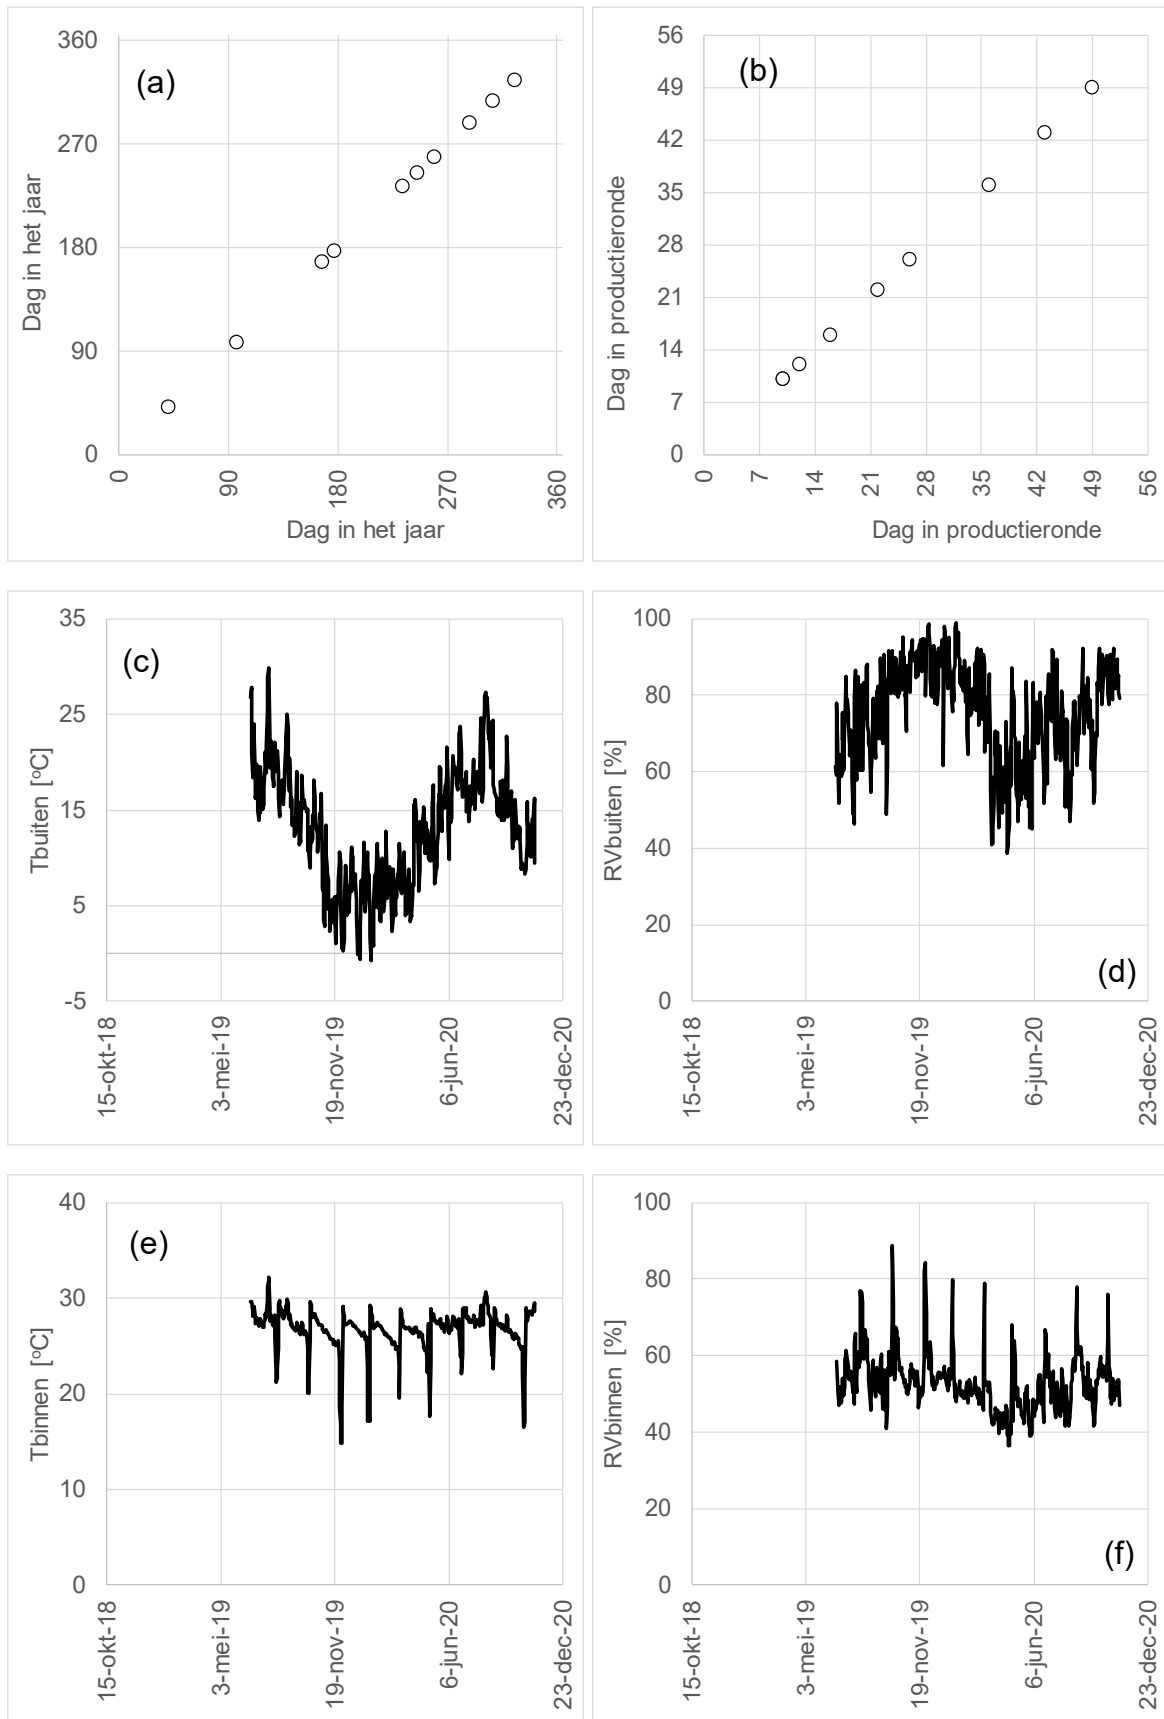 (a)
Dag in het jaar
360
270
180
90
0
0
90
180
270
360
Dag in het jaar
(b)
Dag in productieronde
56
49
42
35
28
21
14
7
0
0
7
14
21
28
35
42
49
56
Dag in productieronde
(c)
Tbuiten [°C]
35
25
15
5
-5
15-okt-18
3-mei-19
19-nov-19
6-jun-20
23-dec-20
RVbuiten [%]
100
80
60
40
20
0
(d)
15-okt-18
3-mei-19
19-nov-19
6-jun-20
23-dec-20
(e)
Tbinnen [°C]
40
30
20
10
0
15-okt-18
3-mei-19
19-nov-19
6-jun-20
23-dec-20
RVbinnen [%]
100
80
60
40
20
0
(f)
15-okt-18
3-mei-19
19-nov-19
6-jun-20
23-dec-20